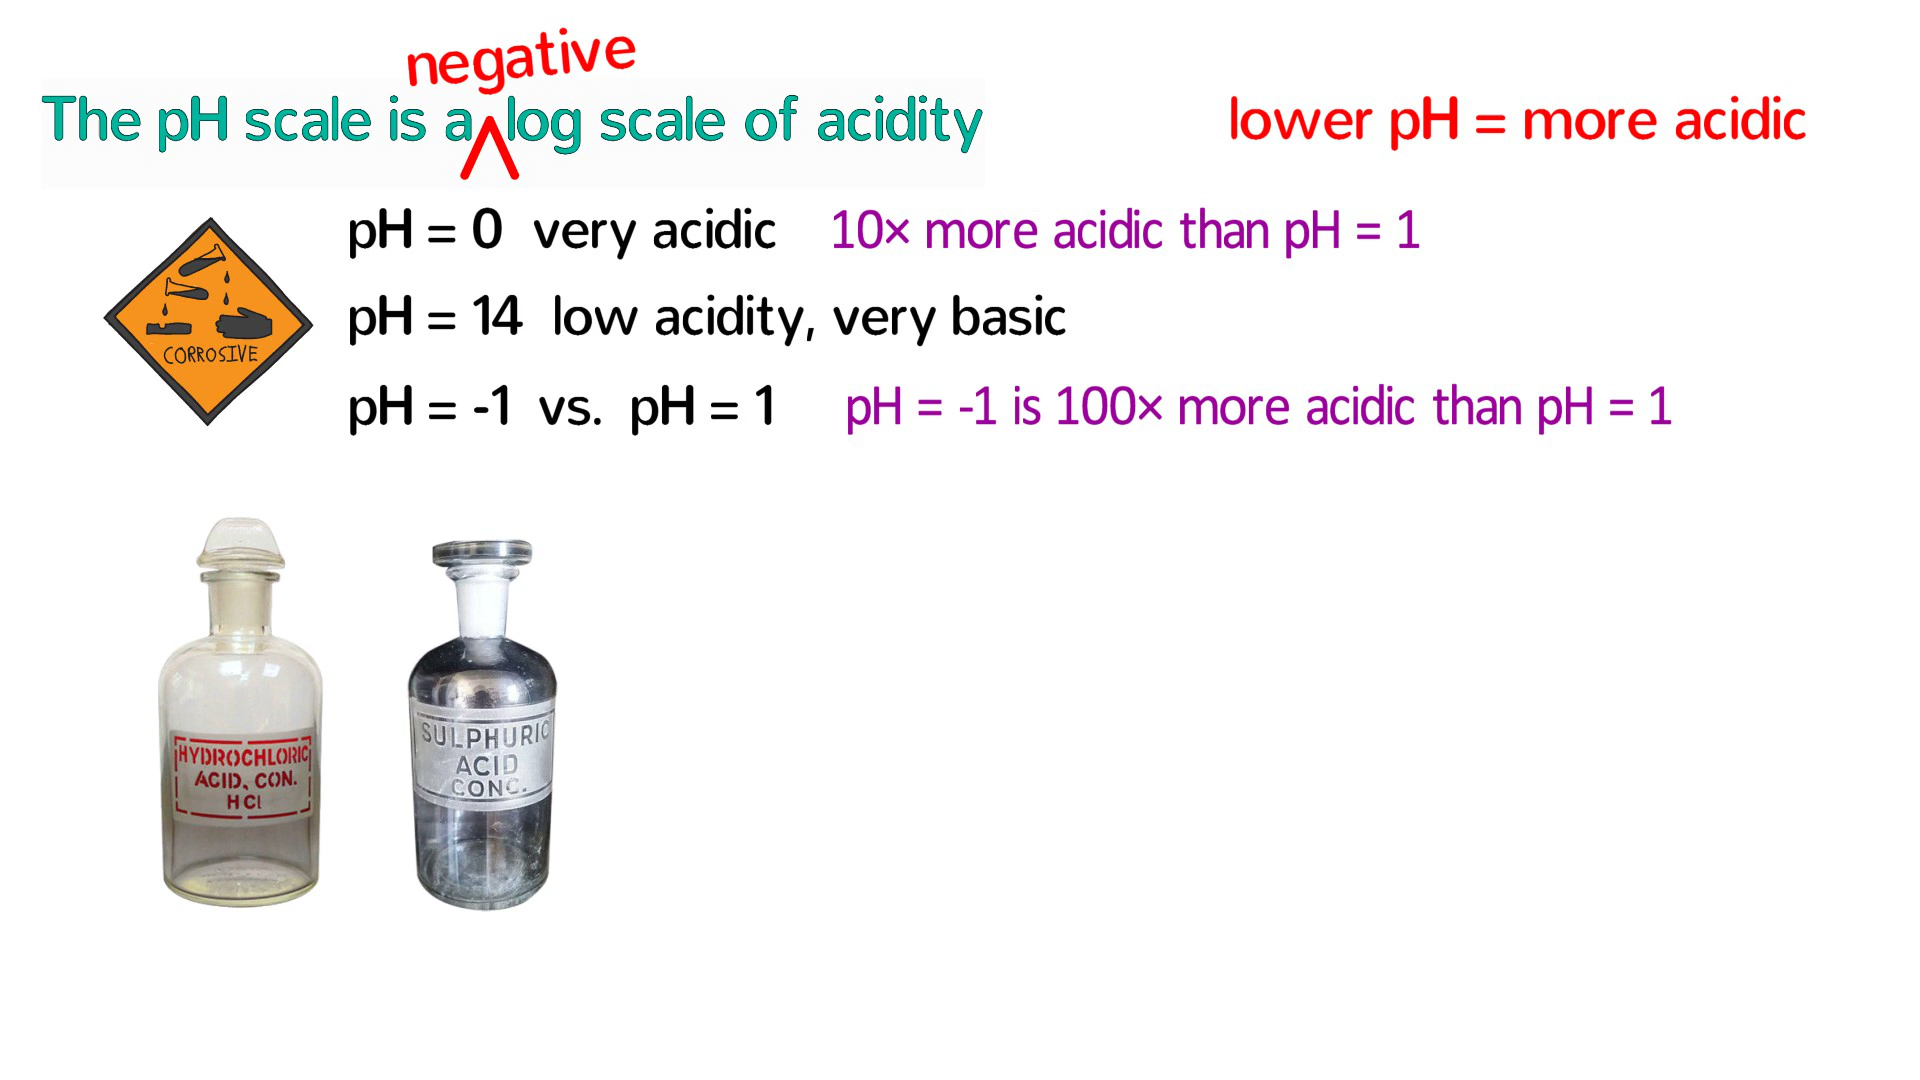 negative
The pH scale is a log scale of acidity
lower pH = more acidic
pH = 0 very acidic 10× more acidic than pH = 1
pH = 14 low acidity, very basic
pH = -1 vs. pH = 1 pH = -1 is 100× more acidic than pH = 1
CORROSIVE
HYDROCHLORIC
ACID, CON.
HCl
SULPHURIC
ACID
CONC.